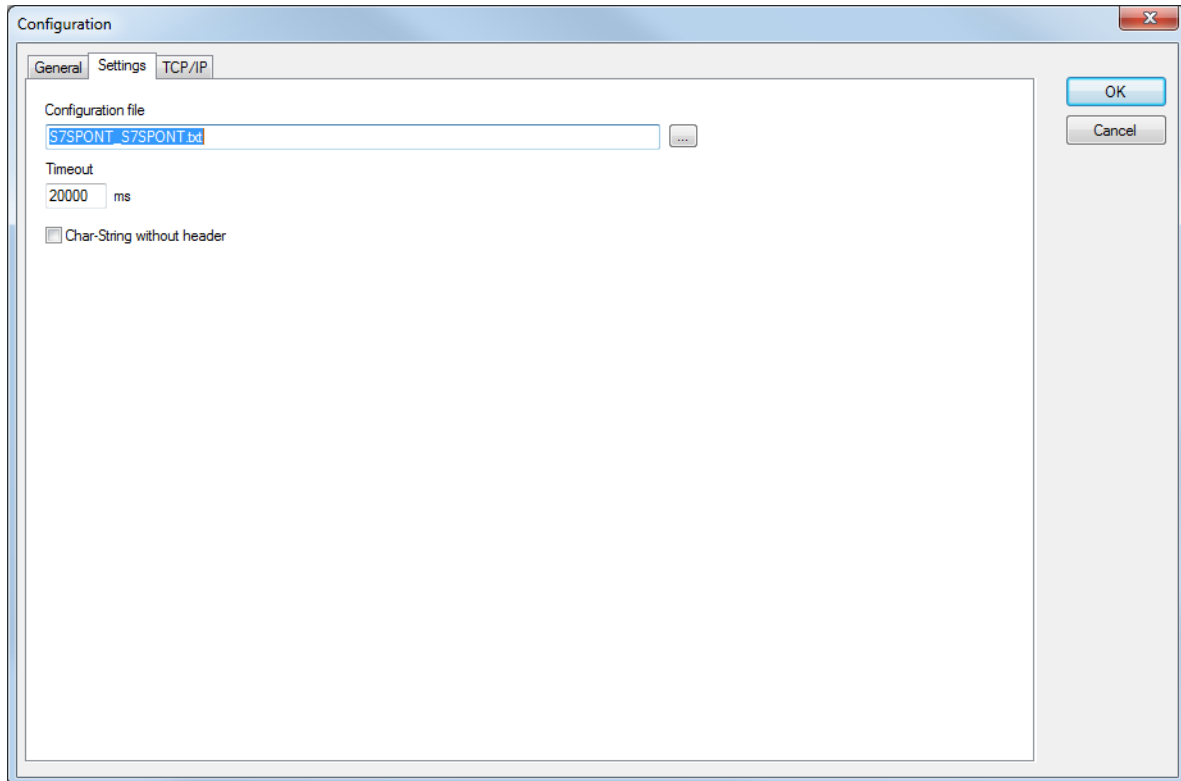 Configuration
General Settings TCP/IP
OK
Configuration file
S7SPONT_S7SPONT.txt ...
Cancel
Timeout
20000 ms
Char-String without header